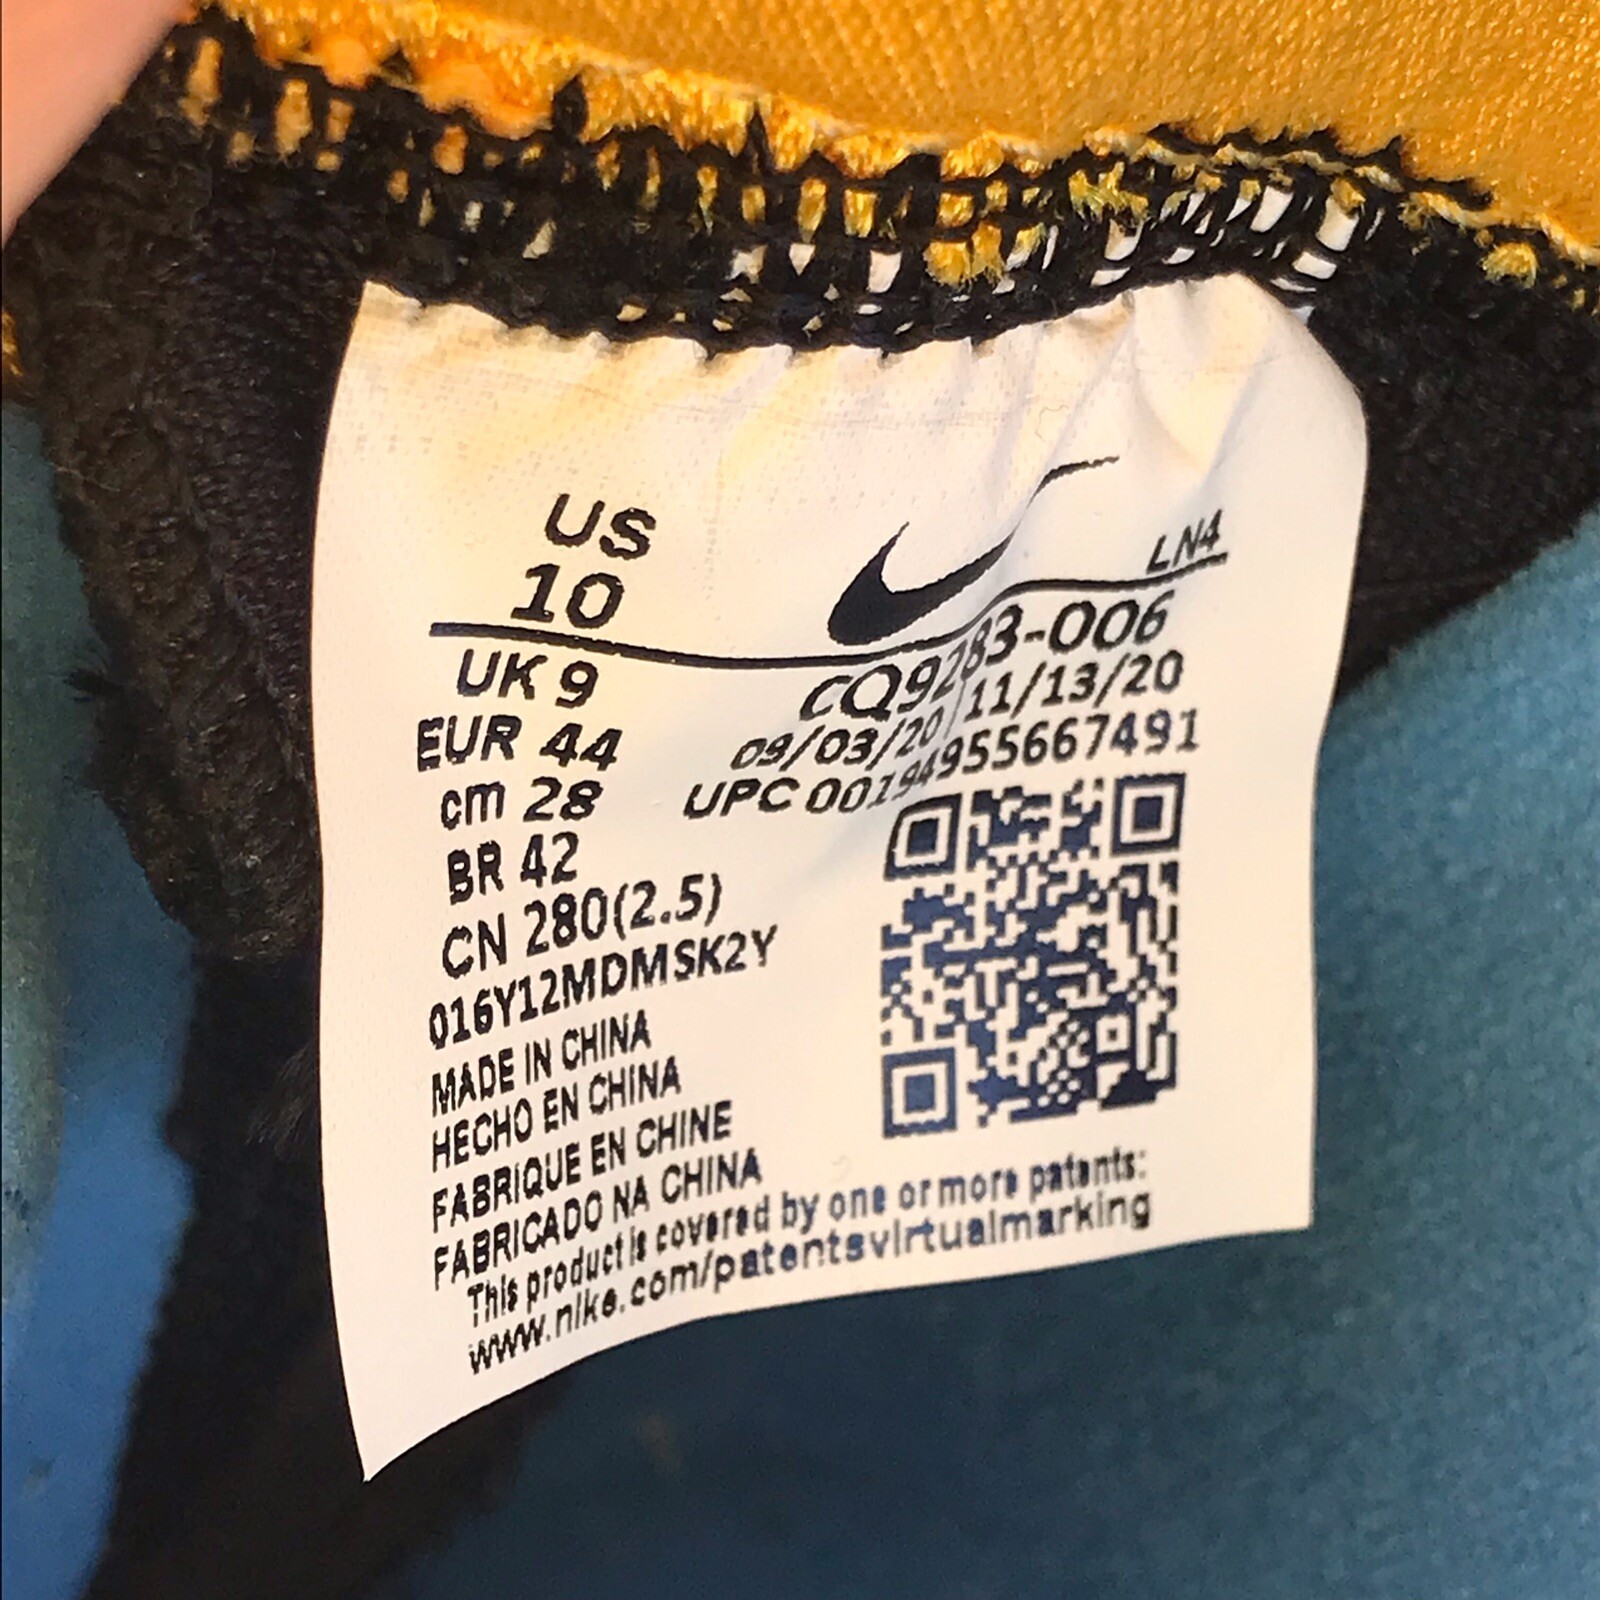 US
10
LN4
UK 9
EUR 44
cm 28
BR 42
CN 280(2.5)
016Y12MDMSK2Y
CQ9283-006
09/03/20 11/13/20
UPC 00194955667491
MADE IN CHINA
HECHO EN CHINA
FABRIQUE EN CHINE
FABRICADO NA CHINA
This product is covered by one or more patents:
www.nike.com/patentsvirtualmarking